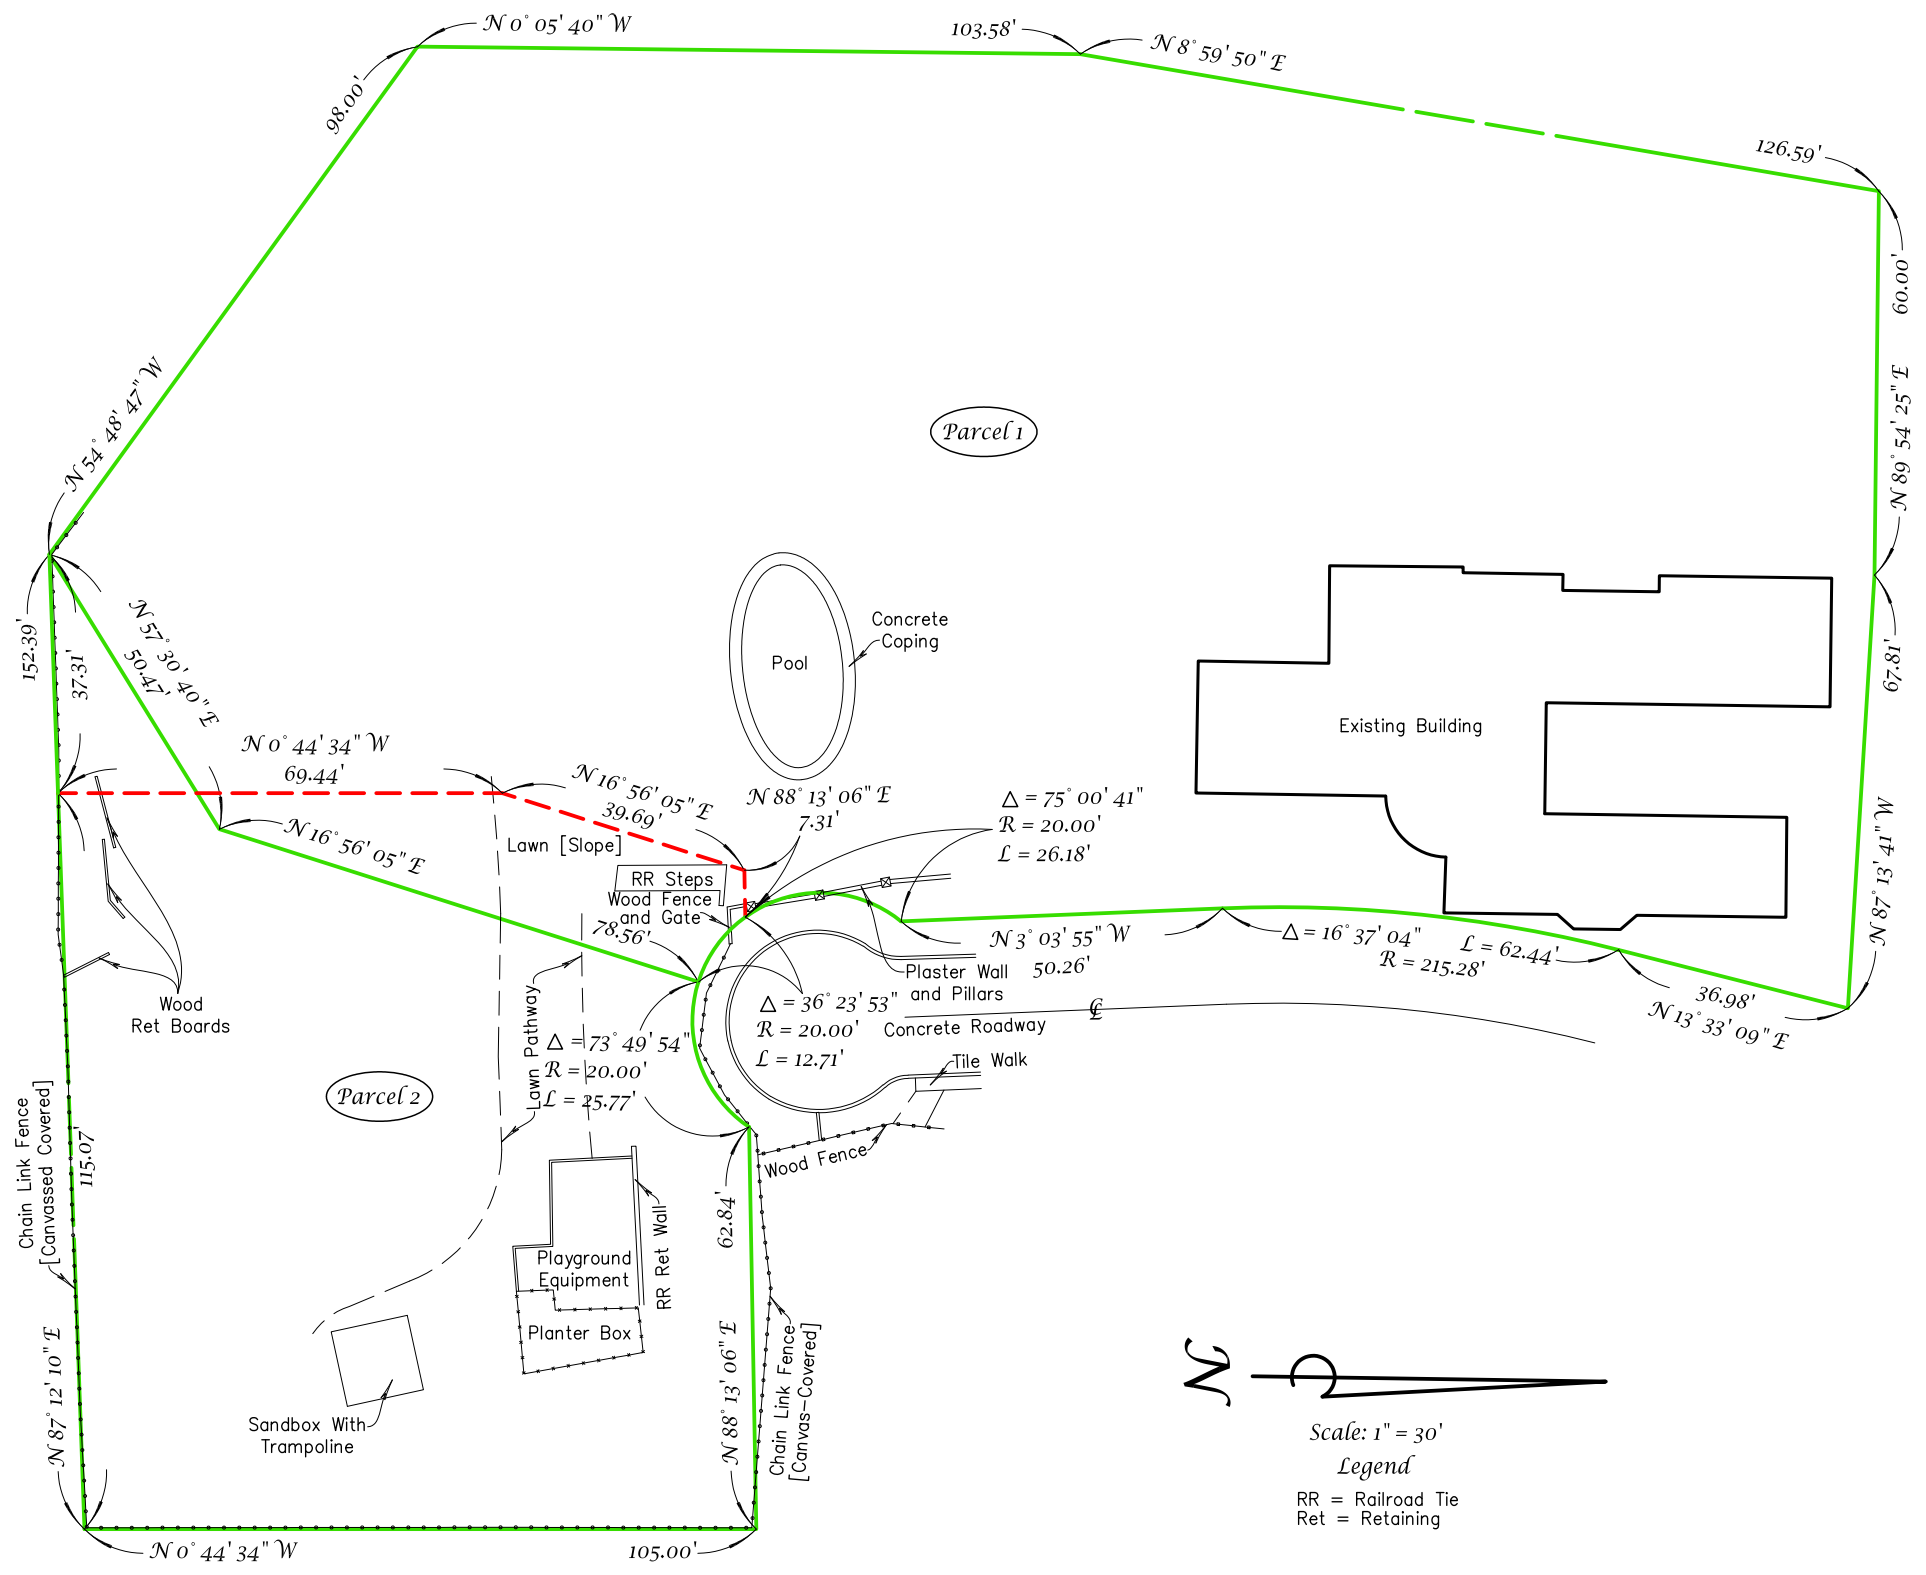 N 0° 05' 40" W
103.58'
N 8° 59' 50" E
126.59'
98.00'
N 54° 48' 47" W
60.00'
N 89° 54' 25" E
Parcel 1
152.39'
37.31'
N 57° 30' 40" E
50.47'
Concrete
Coping
Pool
67.81'
Existing Building
N 0° 44' 34" W
69.44'
N 16° 56' 05" E
39.69'
N 88° 13' 06" E
7.31'
Δ = 75° 00' 41"
R = 20.00'
L = 26.18'
N 16° 56' 05" E
78.56'
Lawn [Slope]
RR Steps
Wood Fence
and Gate
N 87° 13' 41" W
N 3° 03' 55" W
50.26'
Δ = 16° 37' 04"
L = 62.44'
R = 215.28'
36.98'
N 13° 33' 09" E
Plaster Wall
and Pillars
Wood
Ret Boards
Lawn Pathway
Δ = 36° 23' 53"
R = 20.00'
L = 12.71'
Concrete Roadway
℄
Δ = 73° 49' 54"
R = 20.00'
L = 25.77'
Tile Walk
Parcel 2
Chain Link Fence
[Canvassed Covered]
115.07'
Wood Fence
62.84'
RR Ret Wall
Playground
Equipment
Planter Box
N 87° 12' 10" E
N 88° 13' 06" E
Chain Link Fence
[Canvas-Covered]
Sandbox With
Trampoline
N 0° 44' 34" W
105.00'
N
Scale: 1" = 30'
Legend
RR = Railroad Tie
Ret = Retaining